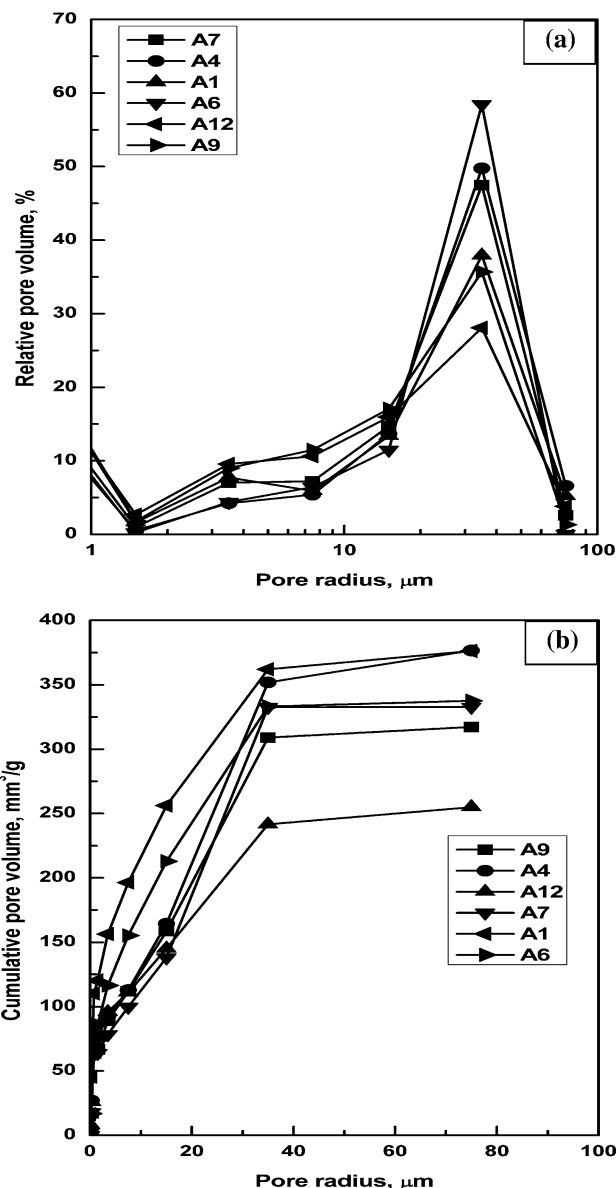 70
(a)
A7
A4
A1
A6
A12
A9
60
50
40
30
20
10
0
Relative pore volume, %
1
10
100
Pore radius, μm
400
(b)
350
300
250
200
150
100
50
0
Cumulative pore volume, mm³/g
A9
A4
A12
A7
A1
A6
0
20
40
60
80
100
Pore radius, μm